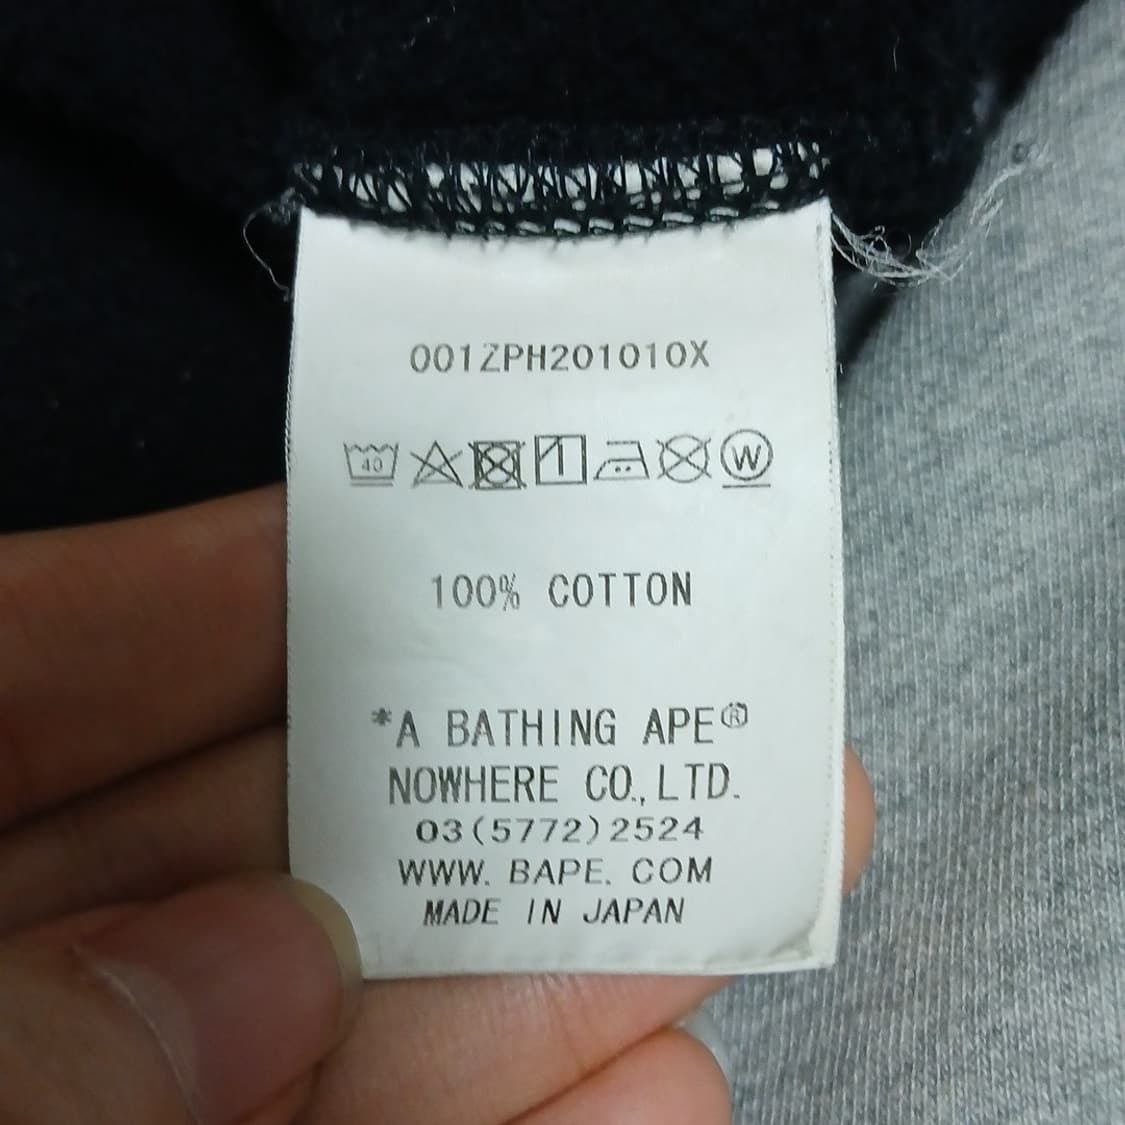 001ZPH201010X
40
W
100% COTTON
*A BATHING APE®
NOWHERE CO., LTD.
03(5772)2524
WWW. BAPE. COM
MADE IN JAPAN